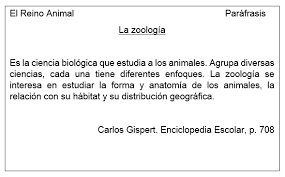 El Reino Animal Paráfrasis
La zoología
Es la ciencia biológica que estudia a los animales. Agrupa diversas
ciencias, cada una tiene diferentes enfoques. La zoología se
interesa en estudiar la forma y anatomía de los animales, la
relación con su hábitat y su distribución geográfica.
Carlos Gispert. Enciclopedia Escolar, p. 708